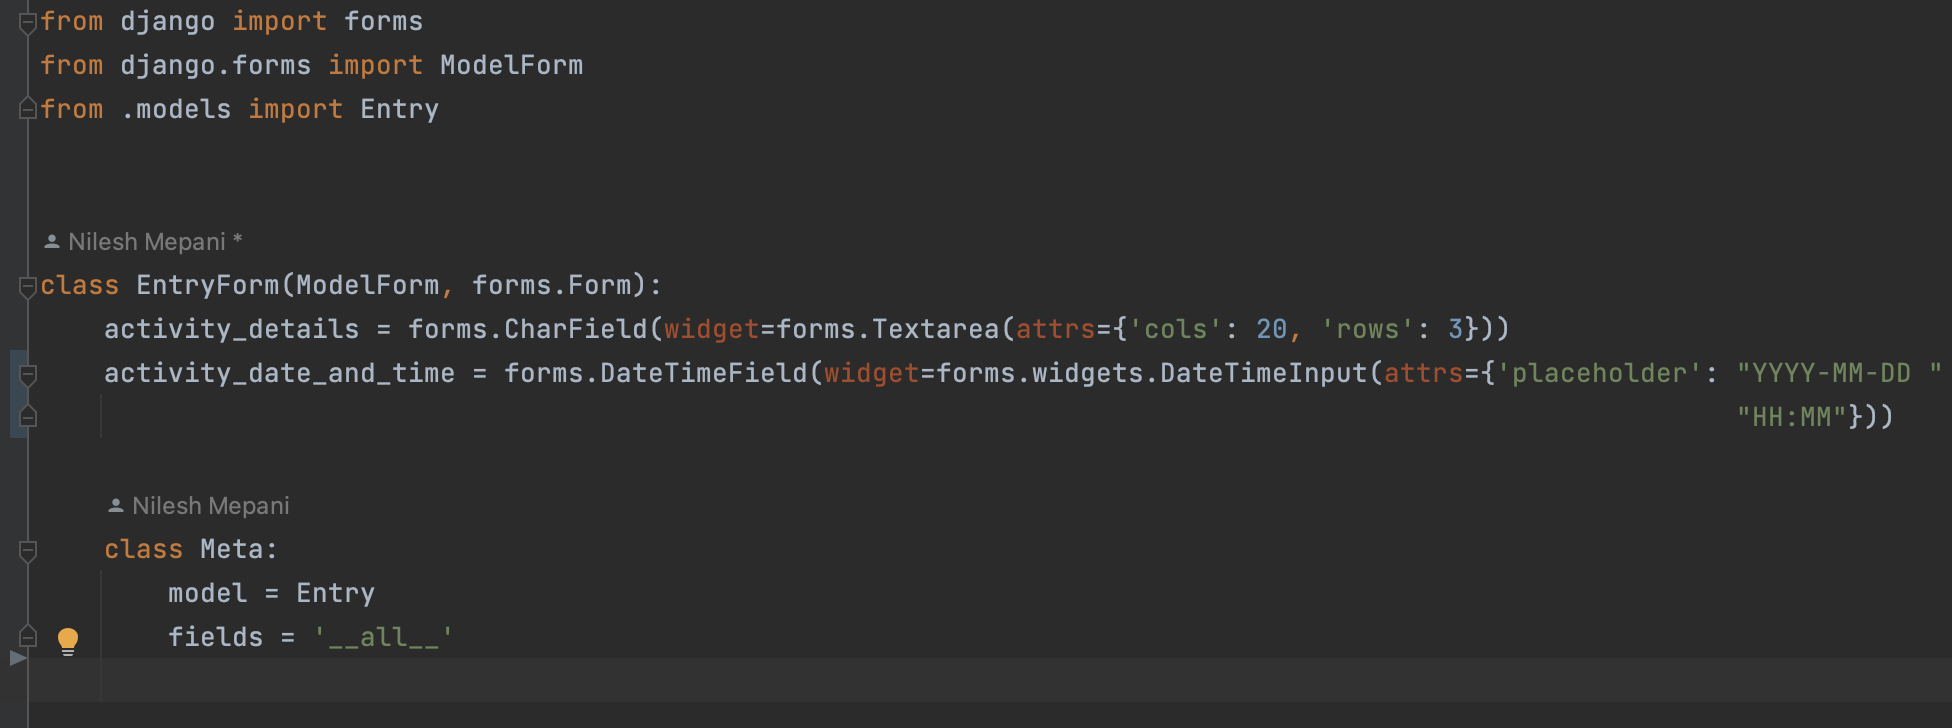 from django import forms
from django.forms import ModelForm
from .models import Entry
Nilesh Mepani *
class EntryForm(ModelForm, forms.Form):
    activity_details = forms.CharField(widget=forms.Textarea(attrs={'cols': 20, 'rows': 3}))
    activity_date_and_time = forms.DateTimeField(widget=forms.widgets.DateTimeInput(attrs={'placeholder': "YYYY-MM-DD "
"HH:MM"}))
Nilesh Mepani
    class Meta:
        model = Entry
        fields = '__all__'